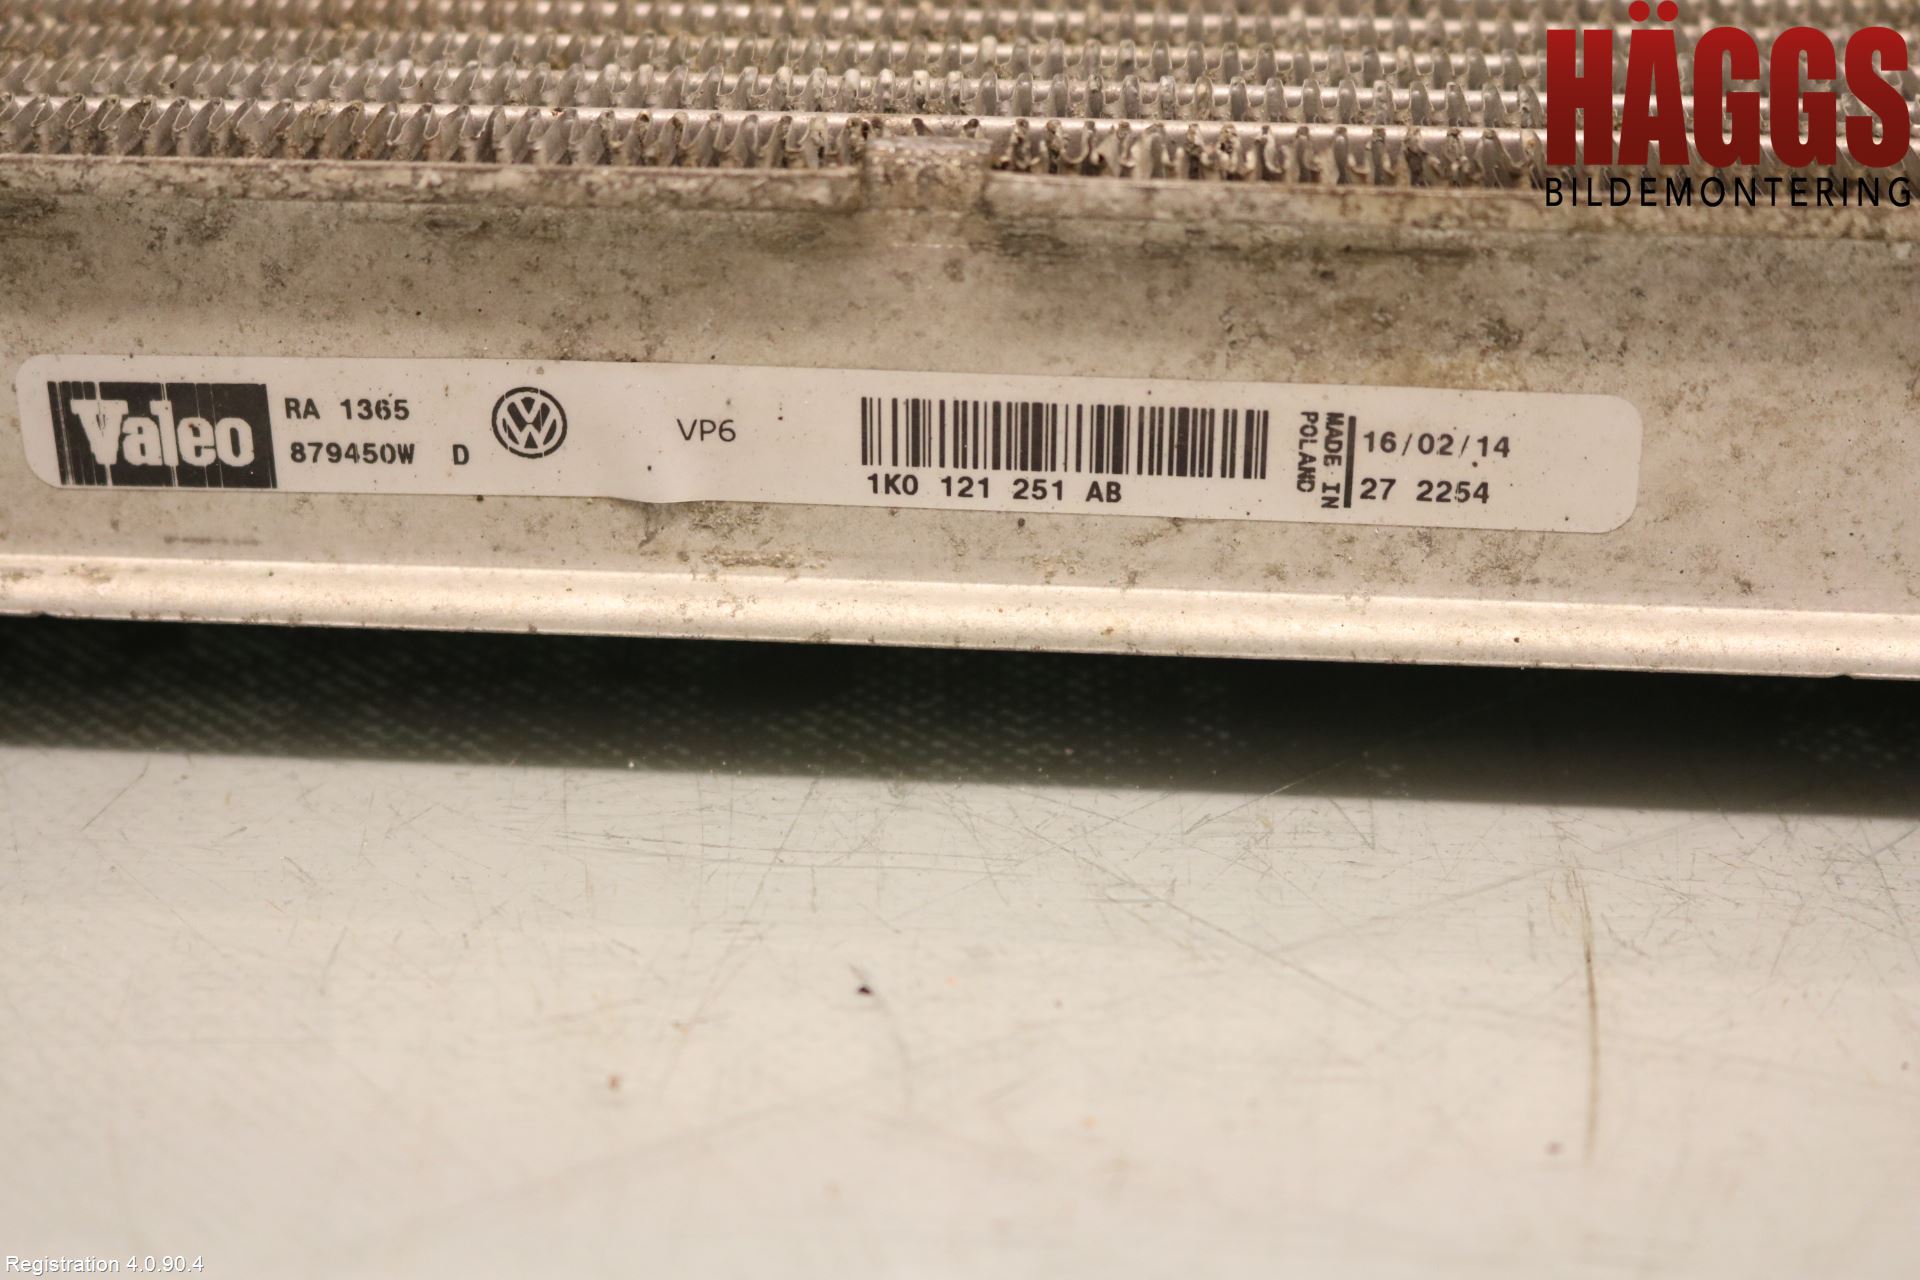 HÄGGS
BILDEMONTERING
Valeo
RA 1365
879450W D
VP6
1K0 121 251 AB
MADE IN
POLAND
16/02/14
27 2254
Registration 4.0.90.4